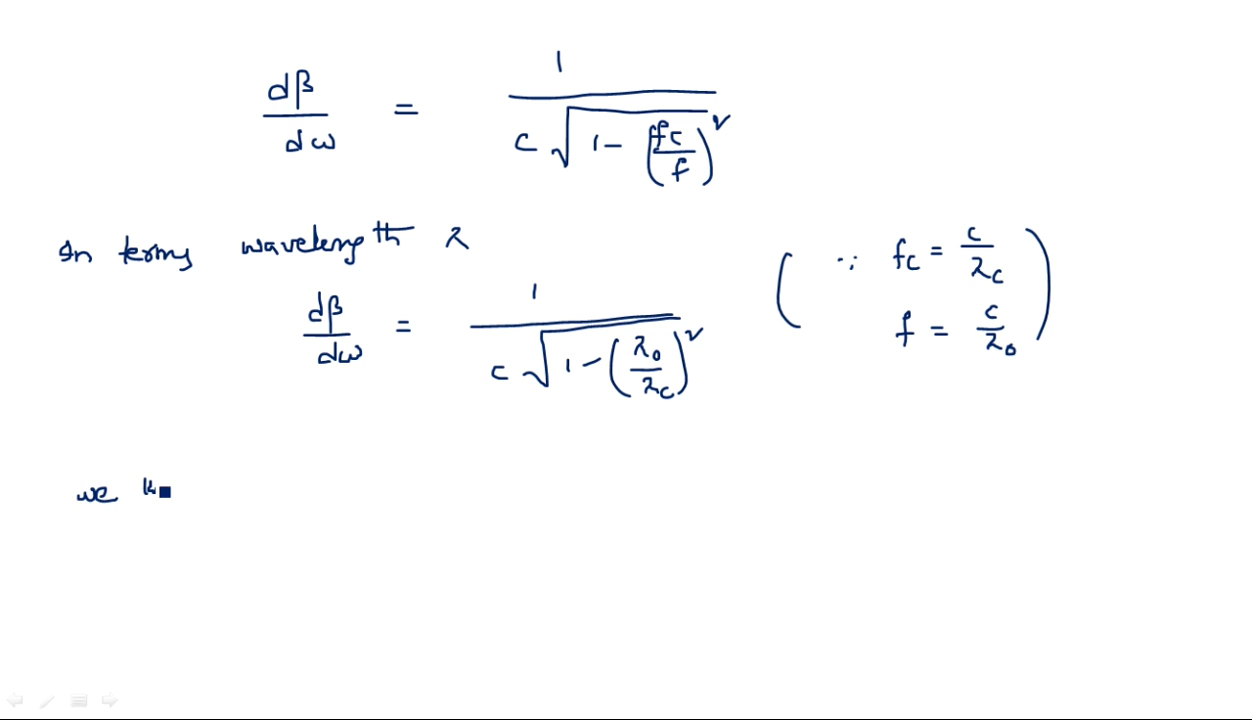 dβ/dω = 1 / (c √(1 - (fc/f)²))
In terms wavelength λ
dβ/dω = 1 / (c √(1 - (λ₀/λc)²)) (∵ fc = c/λc
f = c/λ₀)
we k